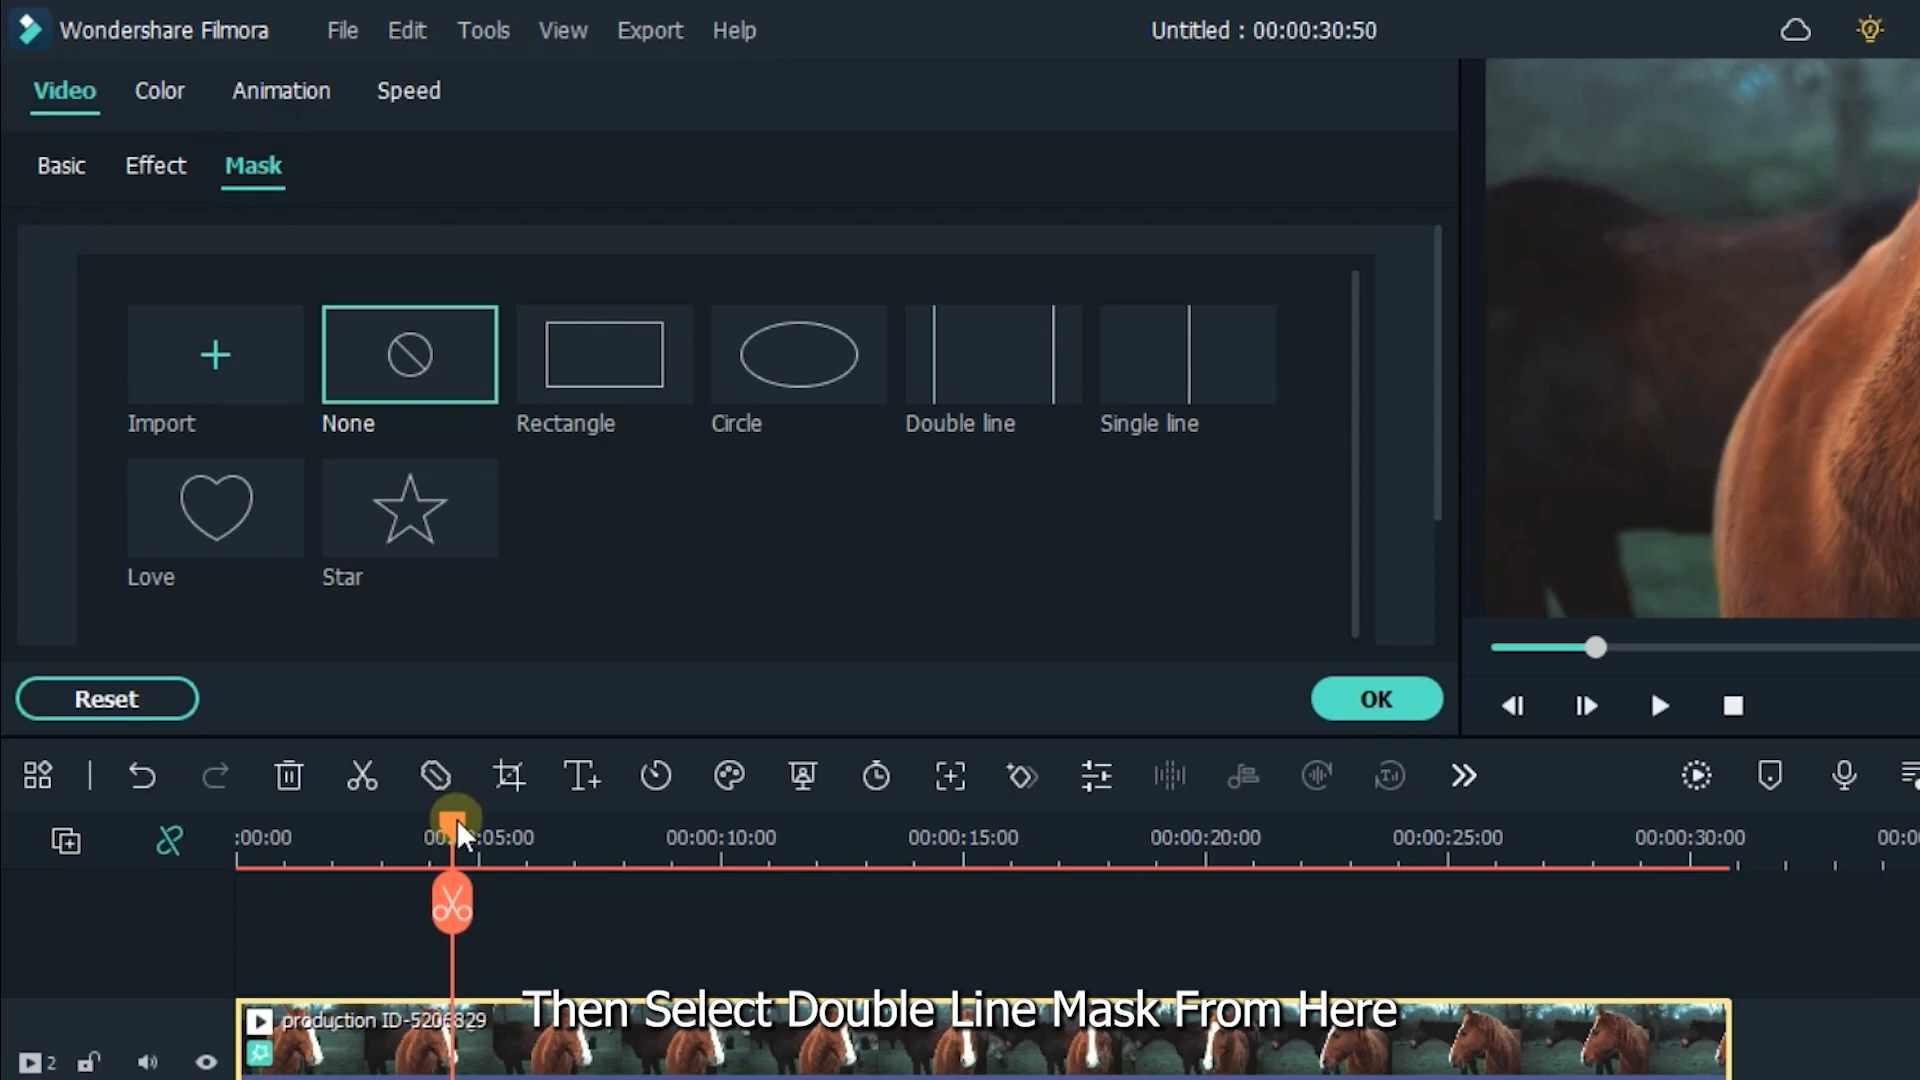 Wondershare Filmora File Edit Tools View Export Help Untitled : 00:00:30:50
Video Color Animation Speed
Basic Effect Mask
Import None Rectangle Circle Double line Single line
Love Star
Reset OK
:00:00 :05:00 00:00:10:00 00:00:15:00 00:00:20:00 00:00:25:00 00:00:30:00
production ID-5206829
Then Select Double Line Mask From Here
2